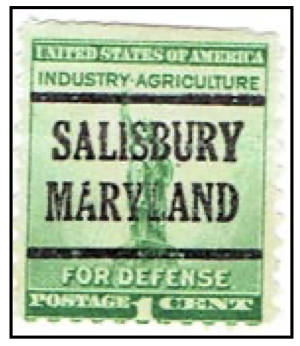 UNITED STATES OF AMERICA
INDUSTRY·AGRICULTURE
SALISBURY
MARYLAND
FOR DEFENSE
POSTAGE 1 CENT